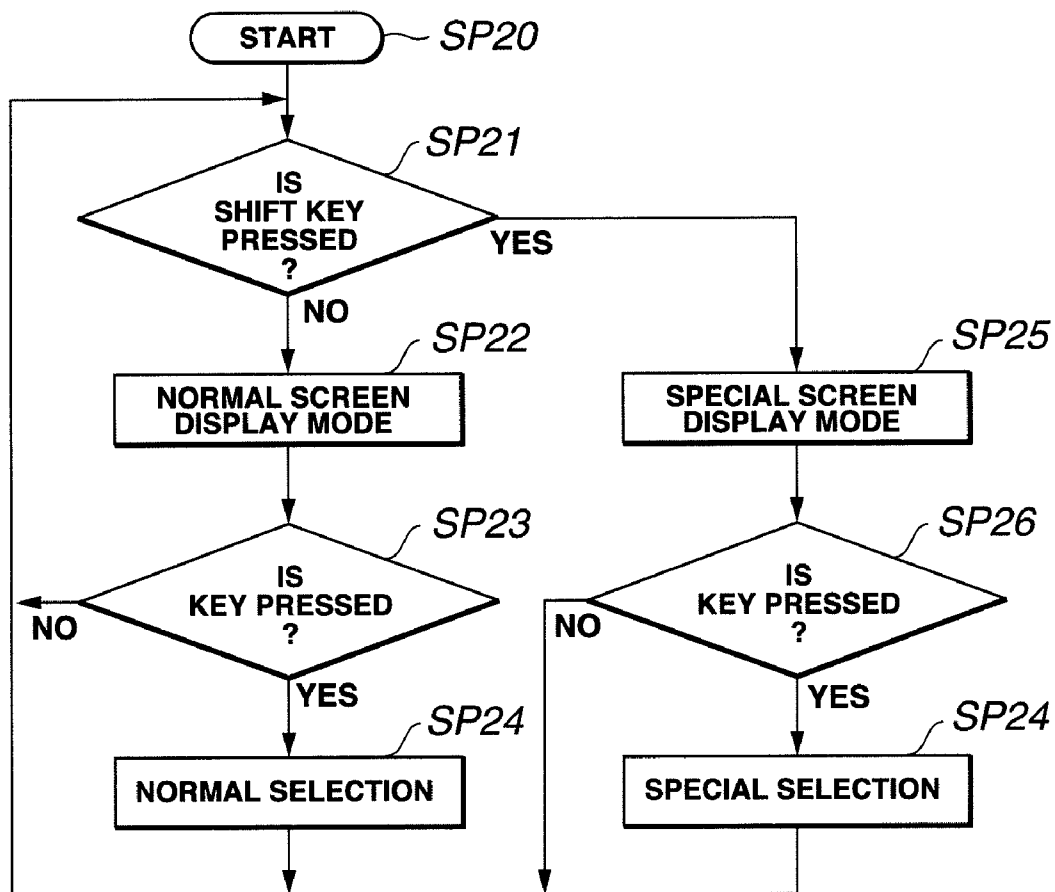 START
SP20
SP21
IS
SHIFT KEY
PRESSED
?
YES
NO
SP22
NORMAL SCREEN
DISPLAY MODE
SP25
SPECIAL SCREEN
DISPLAY MODE
SP23
IS
KEY PRESSED
?
NO
YES
SP26
IS
KEY PRESSED
?
NO
YES
SP24
NORMAL SELECTION
SP24
SPECIAL SELECTION